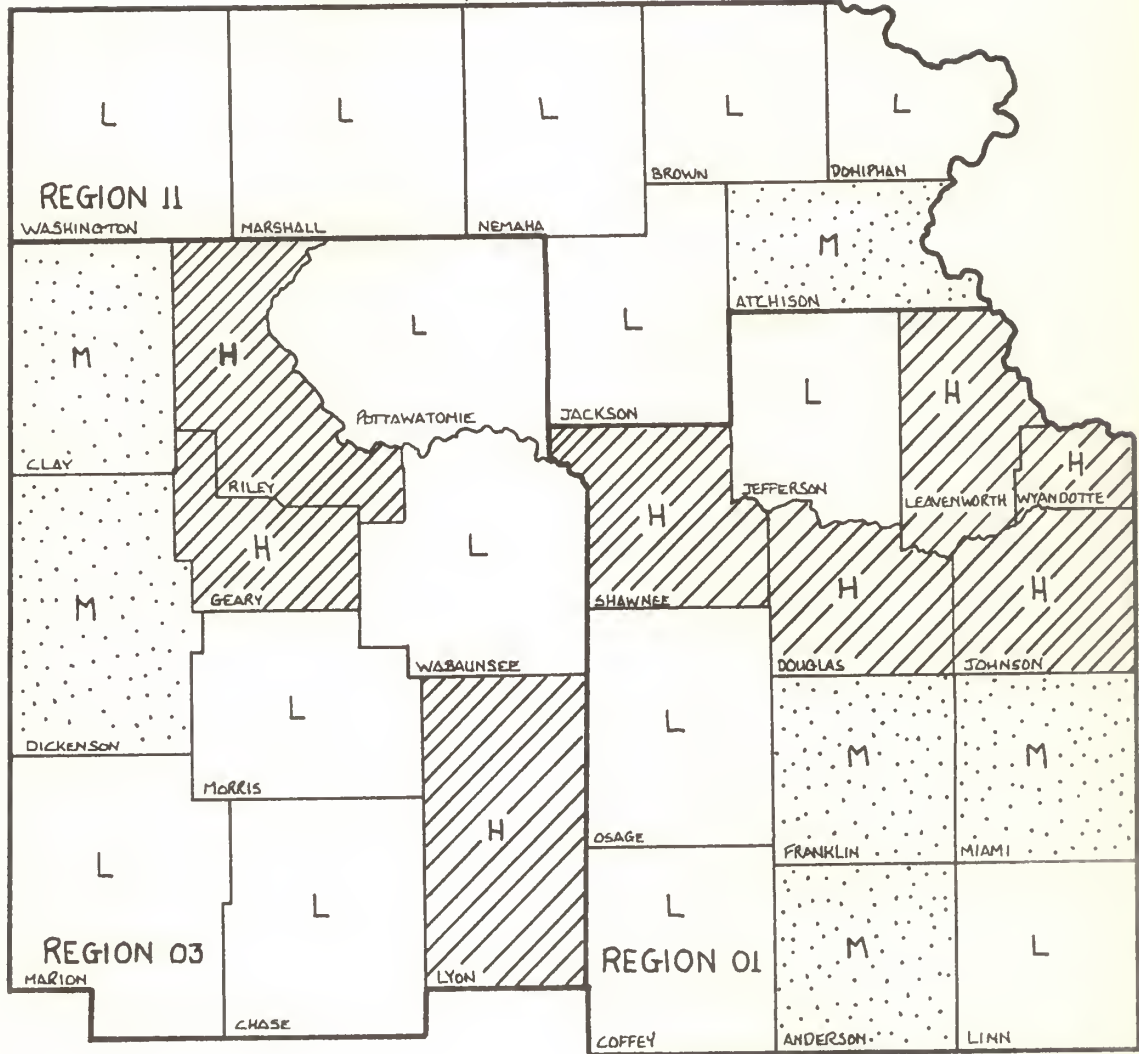 L
L
L
L
L
REGION 11
WASHINGTON
MARSHALL
NEMAHA
BROWN
DONIPHAN
M
ATCHISON
M
CLAY
H
RILEY
L
POTTAWATOMIE
L
JACKSON
L
JEFFERSON
H
LEAVENWORTH
H
WYANDOTTE
M
DICKENSON
H
GEARY
L
WABAUNSEE
H
SHAWNEE
H
DOUGLAS
H
JOHNSON
L
MORRIS
L
REGION 03
MARION
L
CHASE
H
LYON
L
OSAGE
M
FRANKLIN
M
MIAMI
L
REGION 01
COFFEY
M
ANDERSON
L
LINN